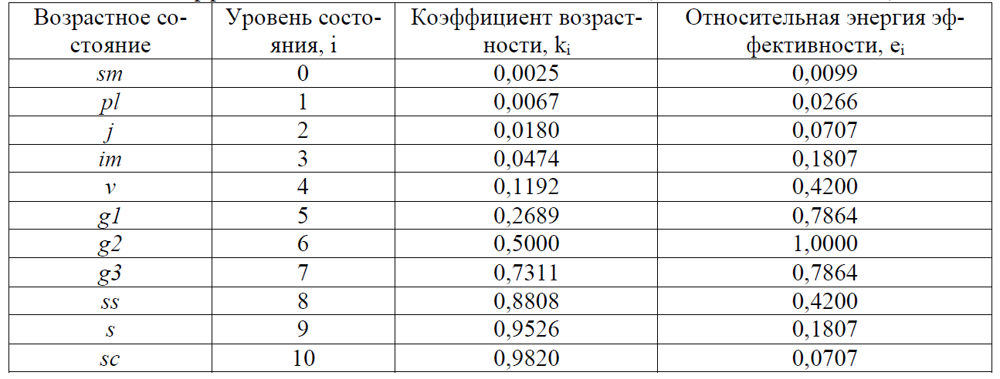 Возрастное со- Уровень состо- Коэффициент возраст- Относительная энергия эф-
стояние яния, i ности, ki фективности, ei
sm 0 0,0025 0,0099
pl 1 0,0067 0,0266
j 2 0,0180 0,0707
im 3 0,0474 0,1807
v 4 0,1192 0,4200
g1 5 0,2689 0,7864
g2 6 0,5000 1,0000
g3 7 0,7311 0,7864
ss 8 0,8808 0,4200
s 9 0,9526 0,1807
sc 10 0,9820 0,0707